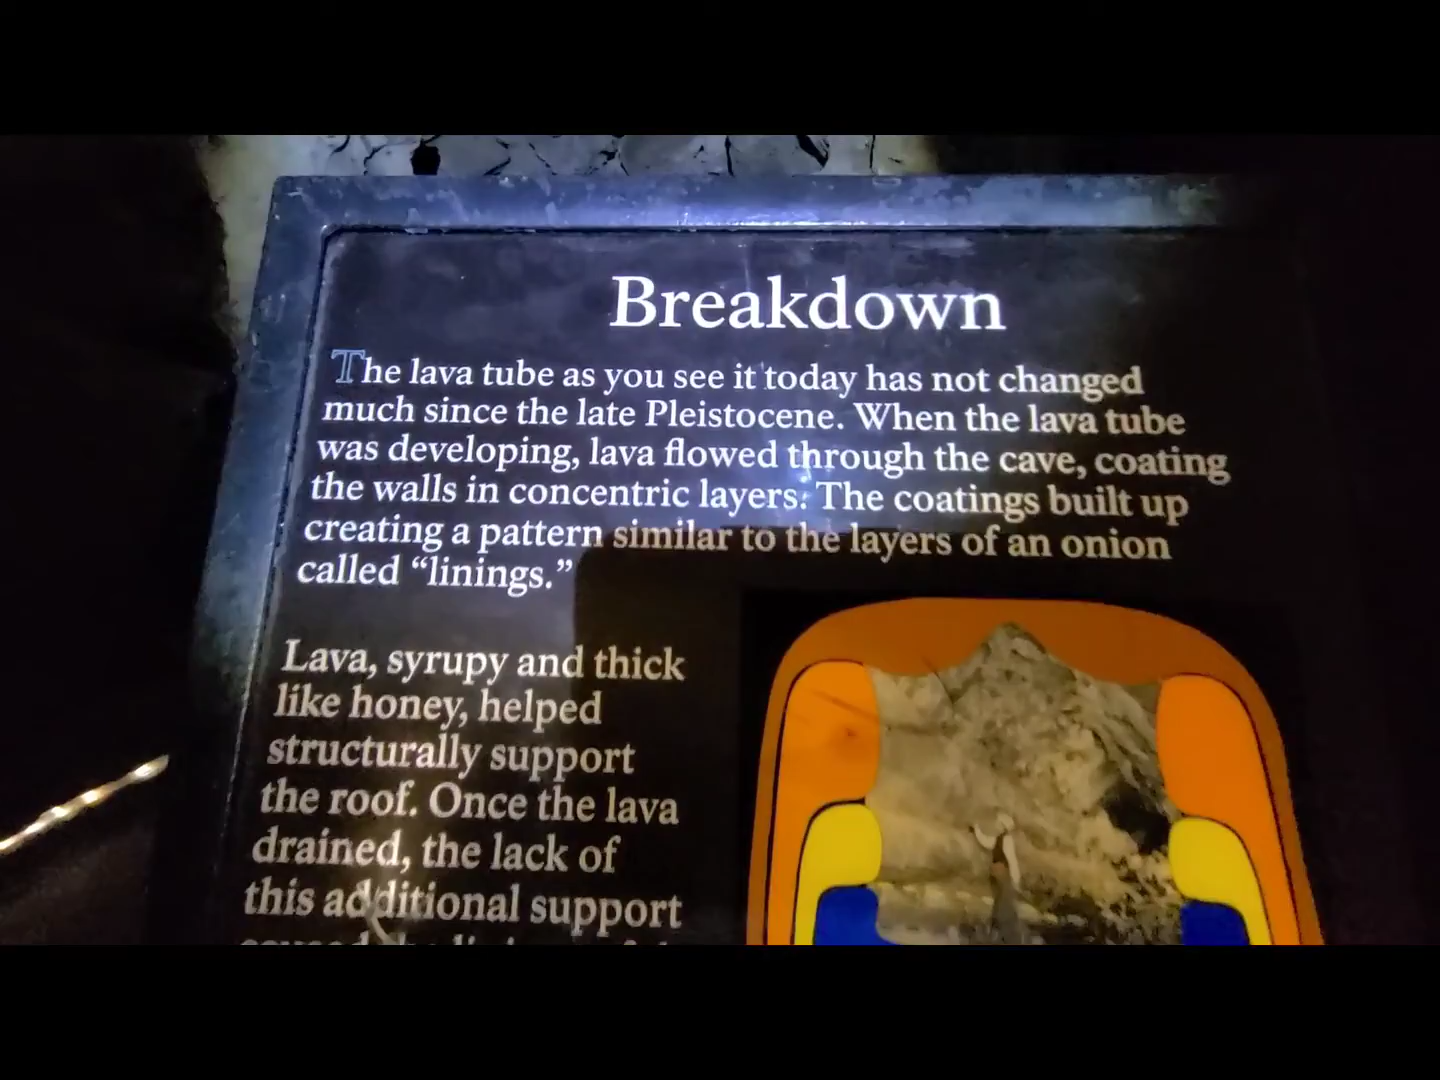 Breakdown
The lava tube as you see it today has not changed
much since the late Pleistocene. When the lava tube
was developing, lava flowed through the cave, coating
the walls in concentric layers. The coatings built up
creating a pattern similar to the layers of an onion
called “linings.”
Lava, syrupy and thick
like honey, helped
structurally support
the roof. Once the lava
drained, the lack of
this additional support